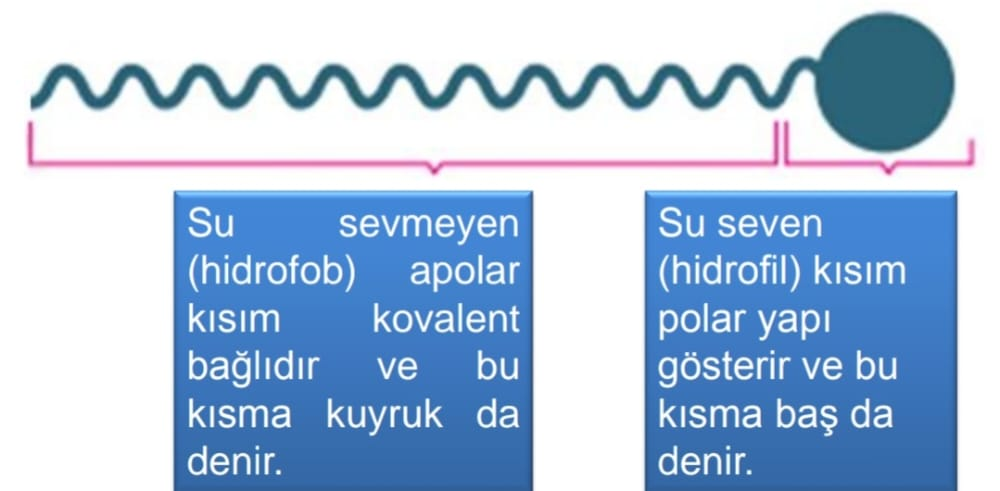 Su sevmeyen
(hidrofob) apolar
kısım kovalent
bağlıdır ve bu
kısma kuyruk da
denir.
Su seven
(hidrofil) kısım
polar yapı
gösterir ve bu
kısma baş da
denir.